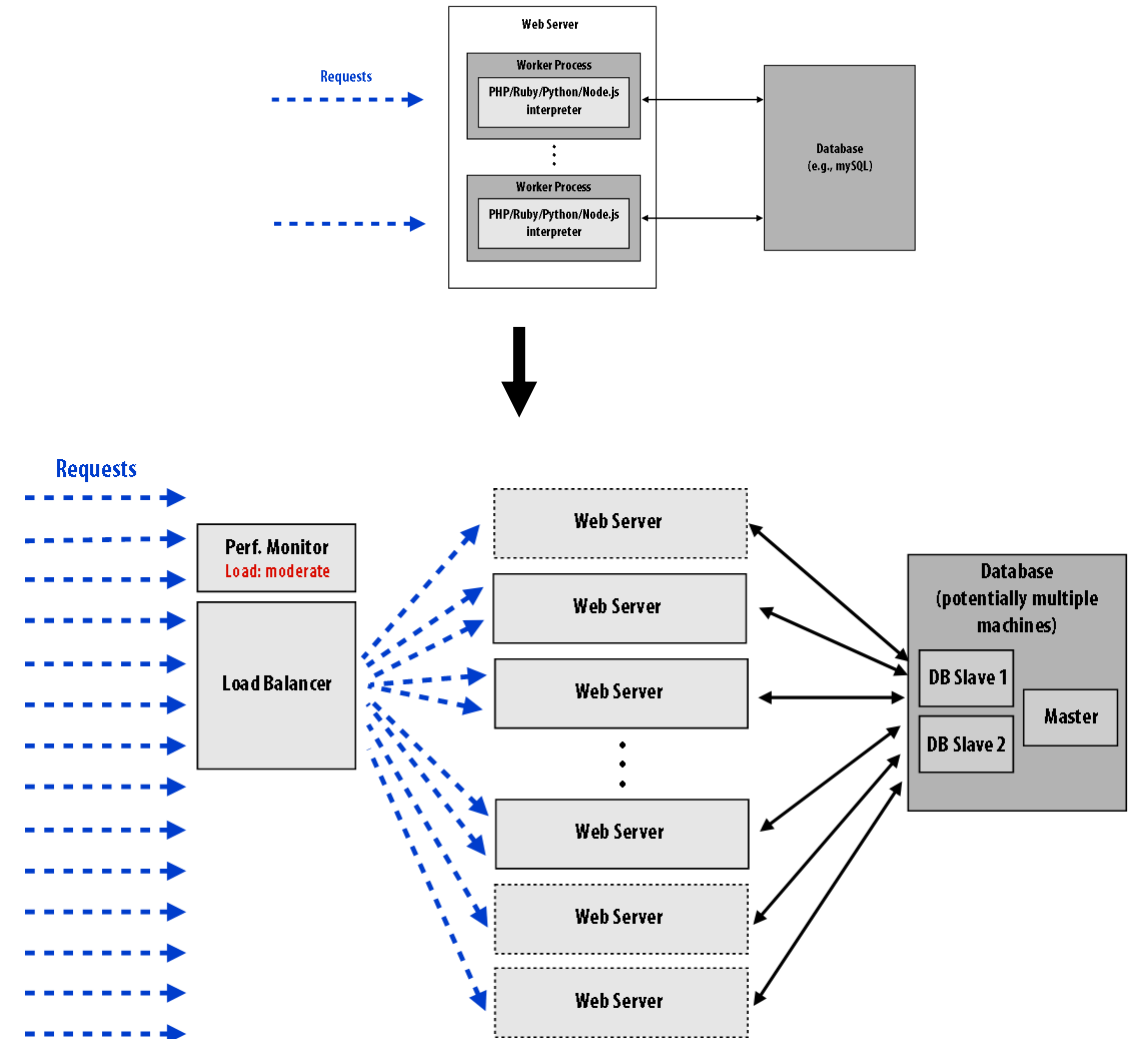 Web Server
Requests
Worker Process
PHP/Ruby/Python/Node.js
interpreter
Worker Process
PHP/Ruby/Python/Node.js
interpreter
Database
(e.g., mySQL)
Requests
Perf. Monitor
Load: moderate
Load Balancer
Web Server
Web Server
Web Server
Web Server
Web Server
Web Server
Database
(potentially multiple
machines)
DB Slave 1
DB Slave 2
Master